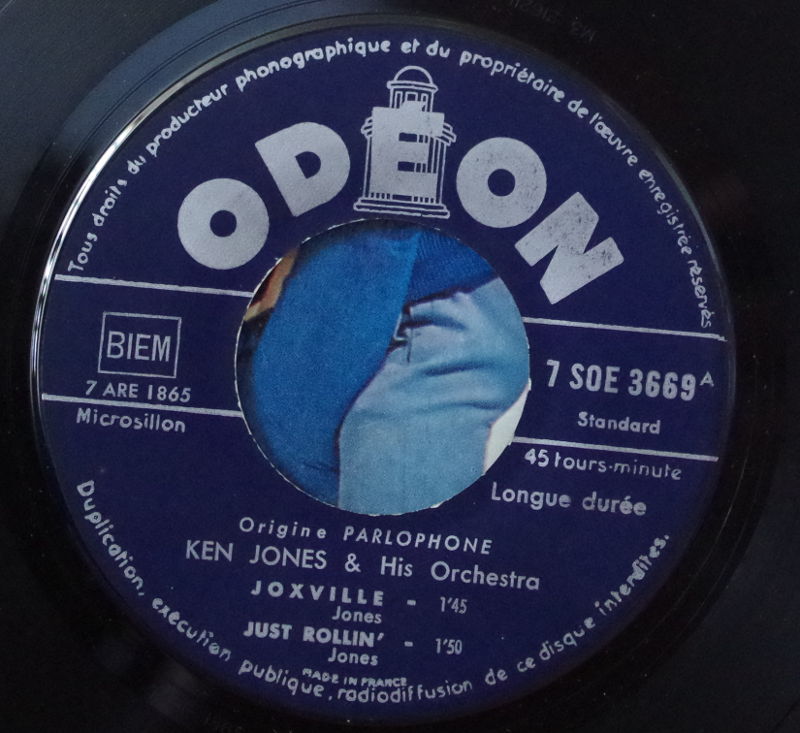 Tous droits du producteur phonographique et du propriétaire de l'œuvre enregistrée réservés
ODÉON
BIEM
7 ARE 1865
Microsillon
7 SOE 3669 A
Standard
45 tours-minute
Longue durée
Origine PARLOPHONE
KEN JONES & His Orchestra
JOXVILLE - 1'45
Jones
JUST ROLLIN' - 1'50
Jones
MADE IN FRANCE
Duplication, exécution publique, radiodiffusion de ce disque interdites.